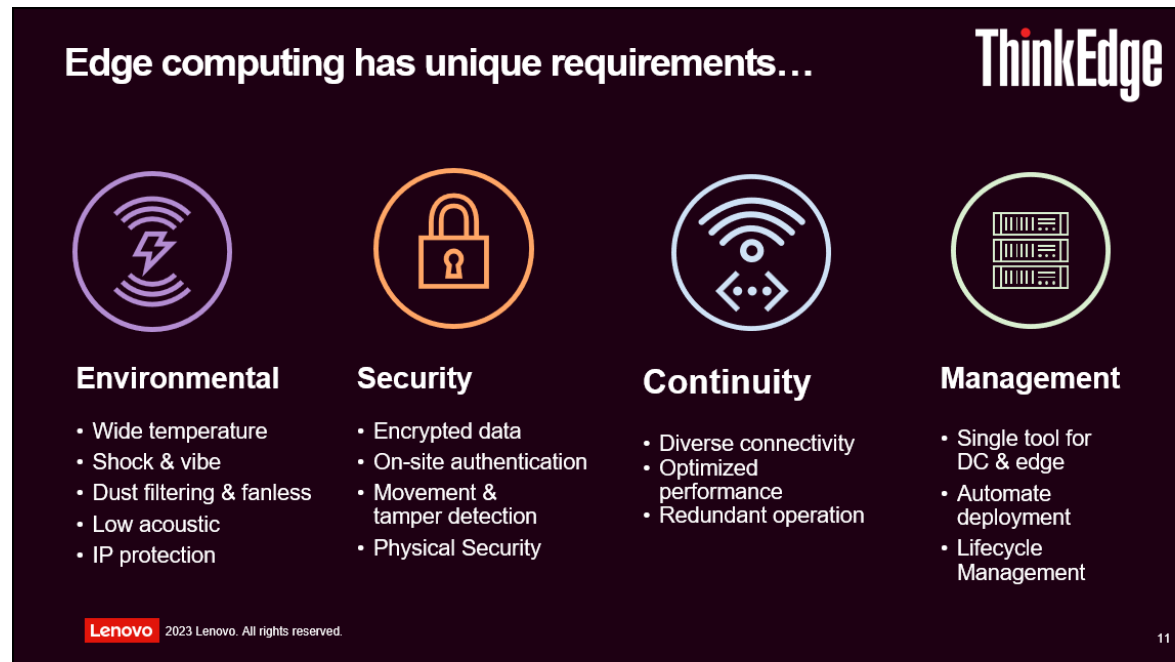 Edge computing has unique requirements…
ThinkEdge
Environmental
• Wide temperature
• Shock & vibe
• Dust filtering & fanless
• Low acoustic
• IP protection
Security
• Encrypted data
• On-site authentication
• Movement &
tamper detection
• Physical Security
Continuity
• Diverse connectivity
• Optimized
performance
• Redundant operation
Management
• Single tool for
DC & edge
• Automate
deployment
• Lifecycle
Management
Lenovo 2023 Lenovo. All rights reserved.
11